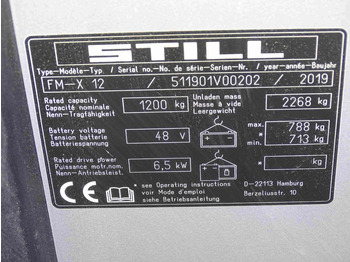 STILL
Type-Modèle-Typ. / Serial no.-No. de série-Serien-Nr. / year-année-Baujahr
FM-X 12 / 511901V00202 / 2019
Rated capacity
Capacité nominale
Nenn-Tragfähigkeit
1200 kg
Unladen mass
Masse à vide
Leergewicht
2268 kg
Battery voltage
Tension batterie
Batteriespannung
48 V
max 788 kg
min 713 kg
Rated drive power
Puissance motr.nom.
Nenn-Antriebsleist.
6,5 kW
* kg
CE
* see Operating instructions
voir Mode d'emploi
siehe Betriebsanleitung
D-22113 Hamburg
Berzeliusstr. 10